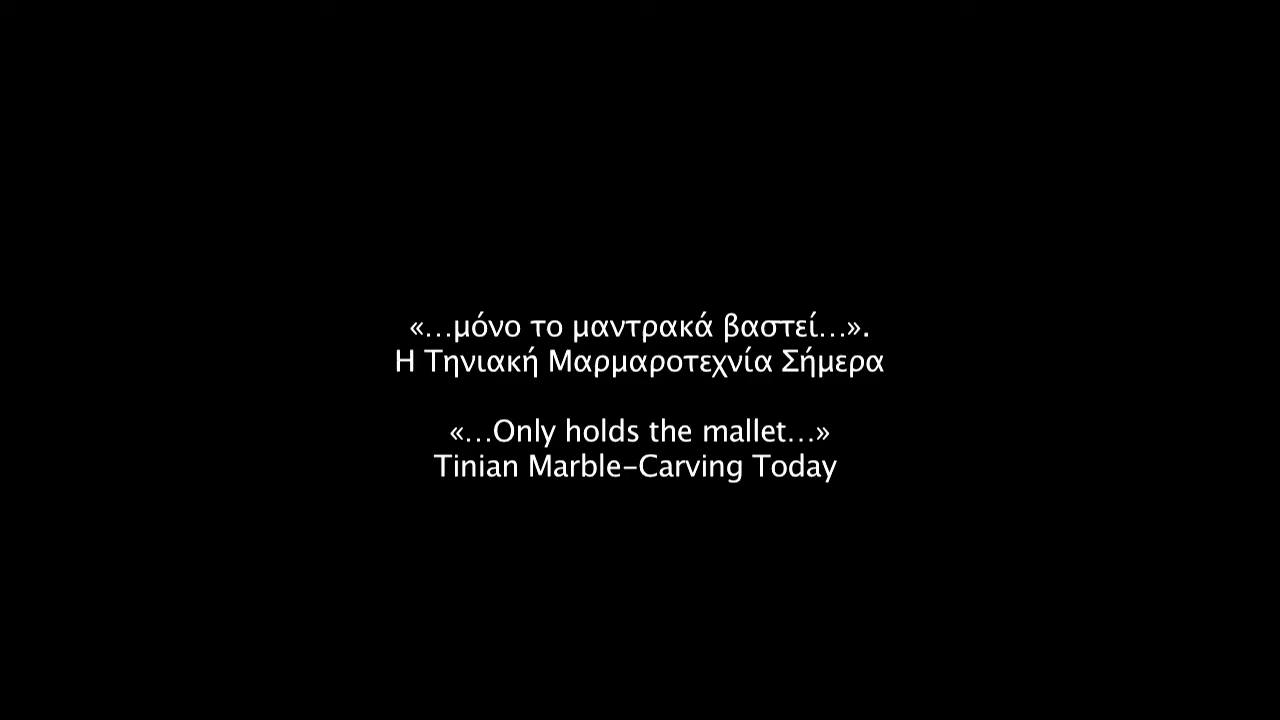 «…μόνο το μαντρακά βαστεί…».
Η Τηνιακή Μαρμαροτεχνία Σήμερα
«…Only holds the mallet…»
Tinian Marble–Carving Today